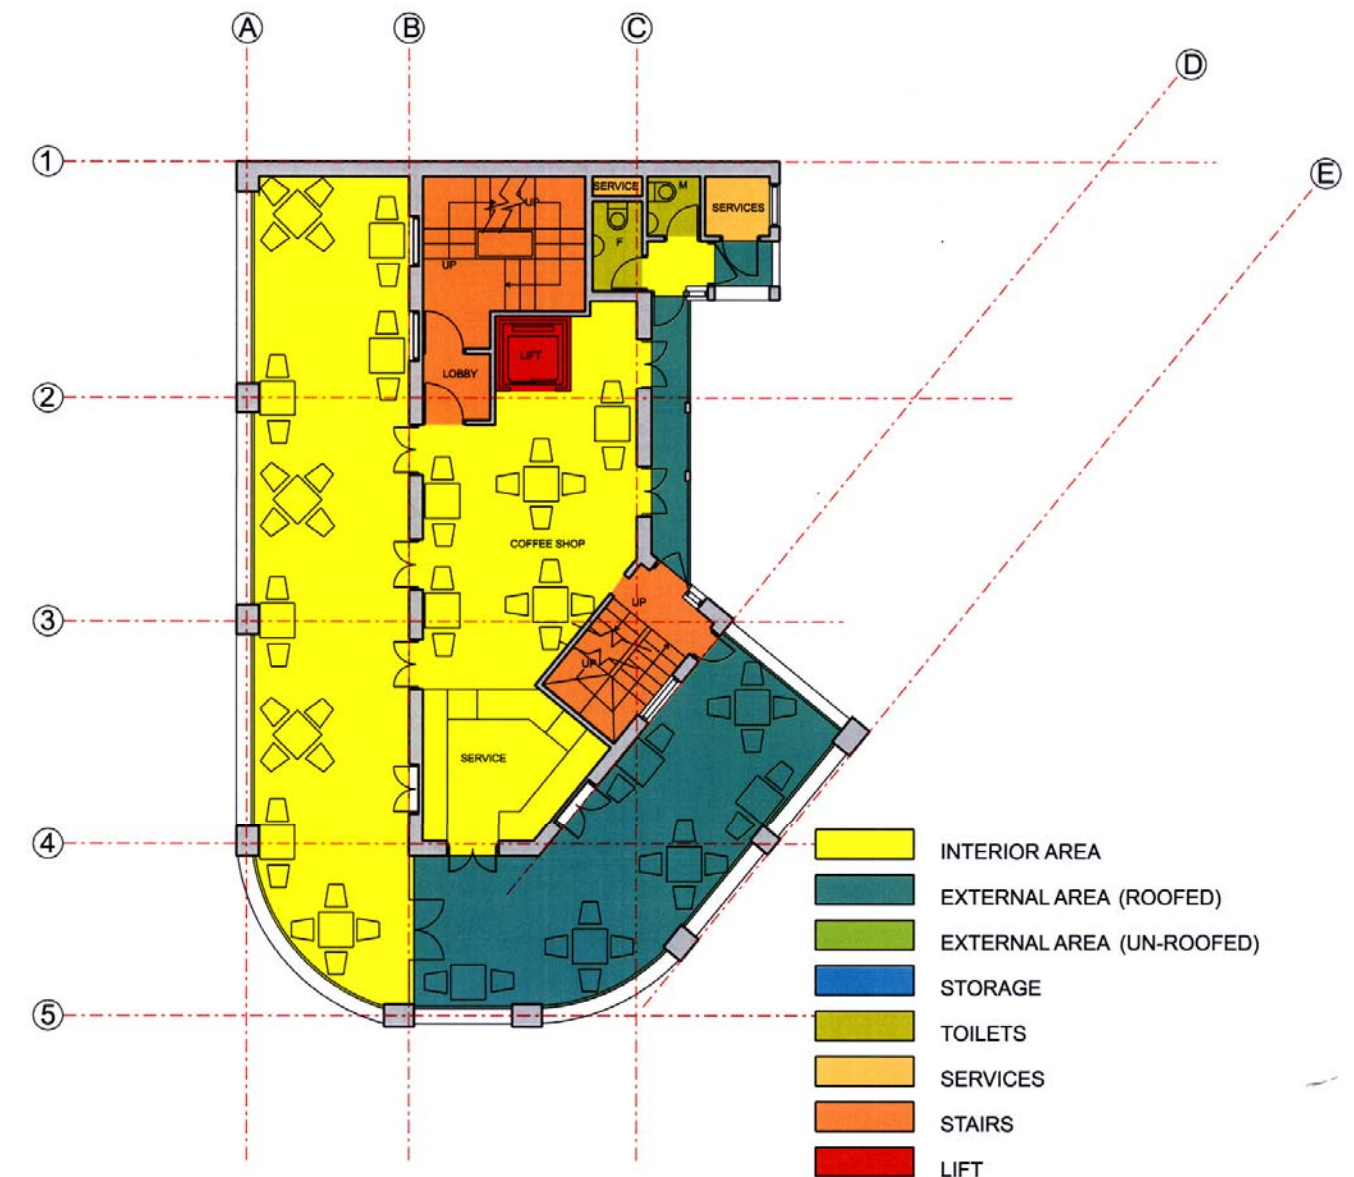 A
B
C
D
E
1
SERVICE
M
SERVICES
UP
F
UP
LIFT
LOBBY
2
COFFEE SHOP
UP
3
UP
SERVICE
4
INTERIOR AREA
EXTERNAL AREA (ROOFED)
EXTERNAL AREA (UN-ROOFED)
STORAGE
5
TOILETS
SERVICES
STAIRS
LIFT